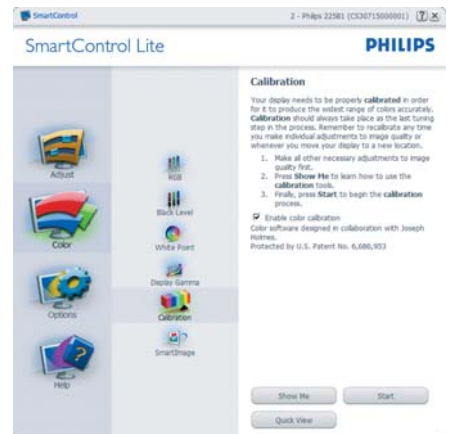 SmartControl
2 - Philips 225B1 (CS30715000001)
SmartControl Lite
PHILIPS
Adjust
Color
Options
Help
RGB
Black Level
White Point
Display Gamma
Calibration
SmartImage
Calibration
Your display needs to be properly calibrated in order
for it to produce the widest range of colors accurately.
Calibration should always take place as the last tuning
step in the process. Remember to recalibrate any time
you make individual adjustments to image quality or
whenever you move your display to a new location.
1. Make all other necessary adjustments to image
quality first.
2. Press Show Me to learn how to use the
calibration tools.
3. Finally, press Start to begin the calibration
process.
Enable color calibration
Color software designed in collaboration with Joseph
Holmes.
Protected by U.S. Patent No. 6,686,953
Show Me
Start
Quick View